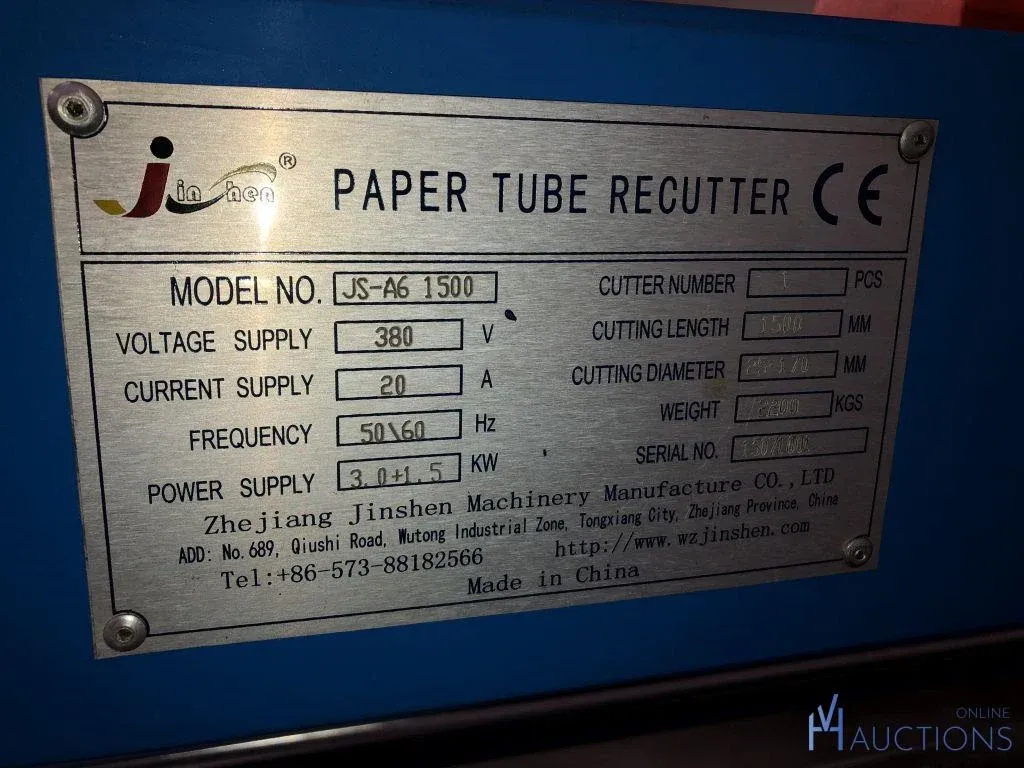 Jinshen ®
PAPER TUBE RECUTTER CE
MODEL NO. JS-A6 1500
VOLTAGE SUPPLY 380 V
CURRENT SUPPLY 20 A
FREQUENCY 50\60 Hz
POWER SUPPLY 3.0+1.5 KW
CUTTER NUMBER 1 PCS
CUTTING LENGTH 1500 MM
CUTTING DIAMETER MM
WEIGHT 2200 KGS
SERIAL NO.
Zhejiang Jinshen Machinery Manufacture CO.,LTD
ADD: No.689, Qiushi Road, Wutong Industrial Zone, Tongxiang City, Zhejiang Province, China
Tel:+86-573-88182566 http://www.wzjinshen.com
Made in China
ONLINE
AUCTIONS